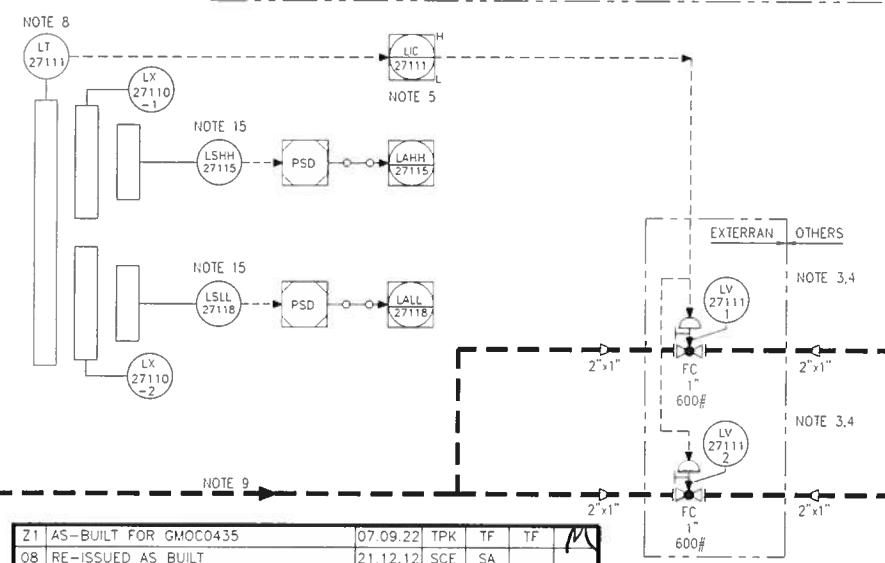 NOTE 8
LT
27111
LX
27110
-1
LIC
27111
H
L
NOTE 5
NOTE 15
LSHH
27115
PSD
LAHH
27115
NOTE 15
LSLL
27118
PSD
LALL
27118
LX
27110
-2
EXTERRAN
OTHERS
NOTE 3,4
LV
27111
1
2"x1"
FC
1"
600#
2"x1"
NOTE 3,4
LV
27111
2
NOTE 9
2"x1"
FC
1"
600#
2"x1"
Z1 AS-BUILT FOR GMOC0435 07.09.22 TPK TF TF
08 RE-ISSUED AS BUILT 21.12.12 SCE SA